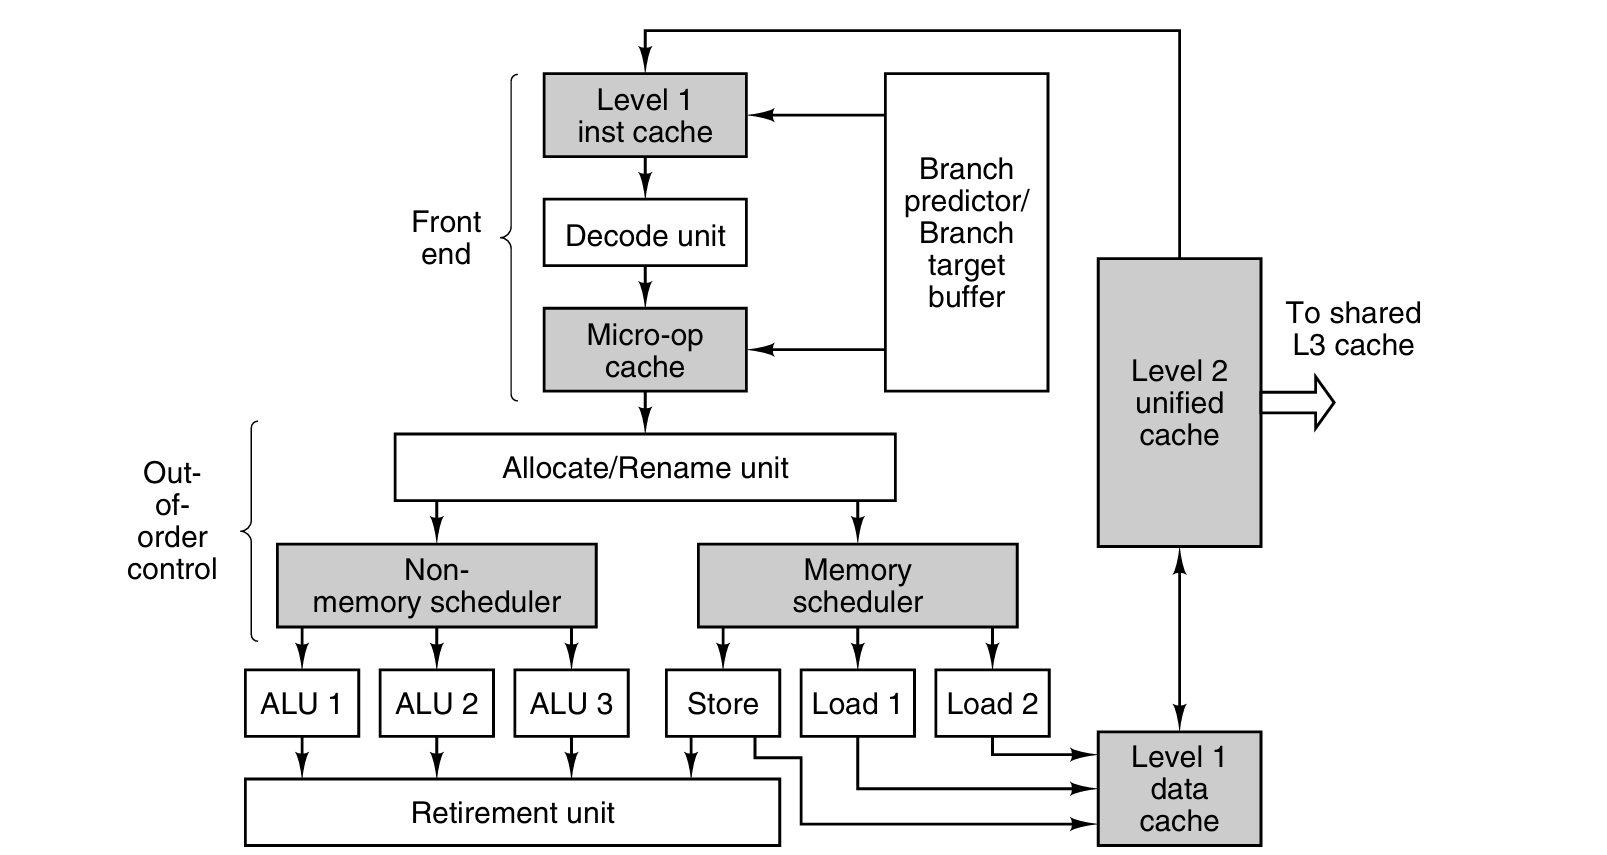 Level 1
inst cache
Front
end
Decode unit
Micro-op
cache
Branch
predictor/
Branch
target
buffer
Level 2
unified
cache
To shared
L3 cache
Out-
of-
order
control
Allocate/Rename unit
Non-
memory scheduler
Memory
scheduler
ALU 1
ALU 2
ALU 3
Store
Load 1
Load 2
Retirement unit
Level 1
data
cache